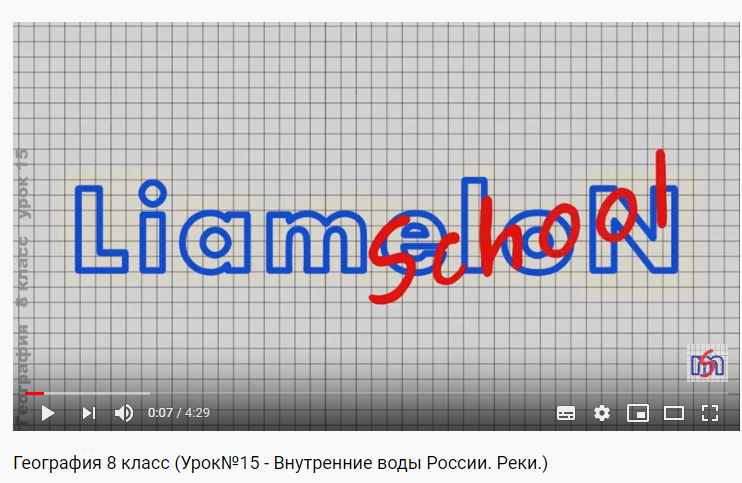 LiameloN
school
География 8 класс урок 15
0:07 / 4:29
География 8 класс (Урок№15 - Внутренние воды России. Реки.)